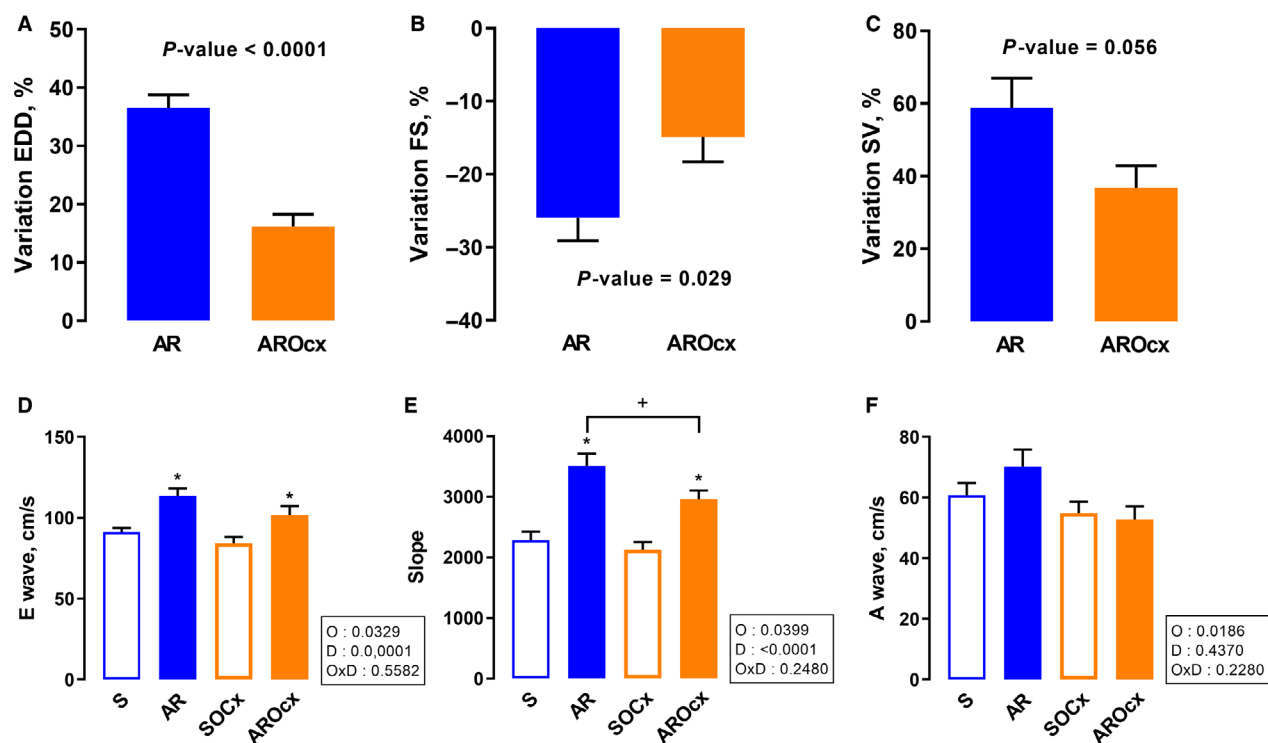 A
Variation EDD, %
50
40
30
20
10
0
P-value < 0.0001
AR
AROcx
B
Variation FS, %
0
−10
−20
−30
−40
P-value = 0.029
AR
AROcx
C
Variation SV, %
80
60
40
20
0
P-value = 0.056
AR
AROcx
D
E wave, cm/s
150
100
50
0
*
*
S
AR
SOCx
AROcx
O : 0.0329
D : 0.0,0001
OxD : 0.5582
E
Slope
4000
3000
2000
1000
0
+
*
*
S
AR
SOCx
AROcx
O : 0.0399
D : <0.0001
OxD : 0.2480
F
A wave, cm/s
80
60
40
20
0
S
AR
SOCx
AROcx
O : 0.0186
D : 0.4370
OxD : 0.2280